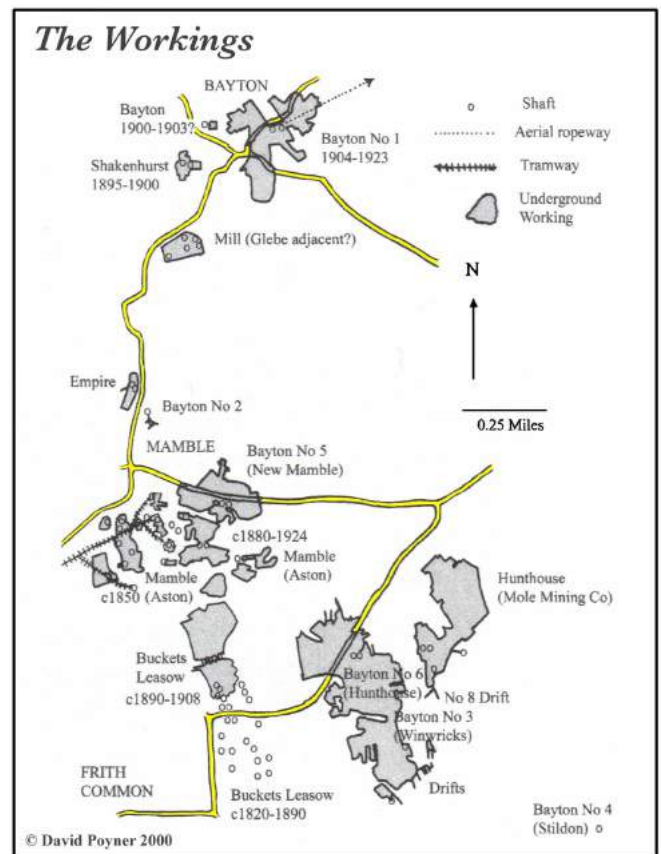 The Workings
BAYTON
Bayton
1900-1903?
Bayton No 1
1904-1923
Shakenhurst
1895-1900
Shaft
Aerial ropeway
Tramway
Underground
Working
Mill (Glebe adjacent?)
N
0.25 Miles
Empire
Bayton No 2
MAMBLE
Bayton No 5
(New Mamble)
c1880-1924
Mamble
(Aston)
Mamble
c1850 (Aston)
Hunthouse
(Mole Mining Co)
Buckets
Leasow
c1890-1908
Bayton No 6
(Hunthouse)
No 8 Drift
Bayton No 3
(Winwricks)
Drifts
FRITH
COMMON
Buckets Leasow
c1820-1890
Bayton No 4
(Stildon)
© David Poyner 2000